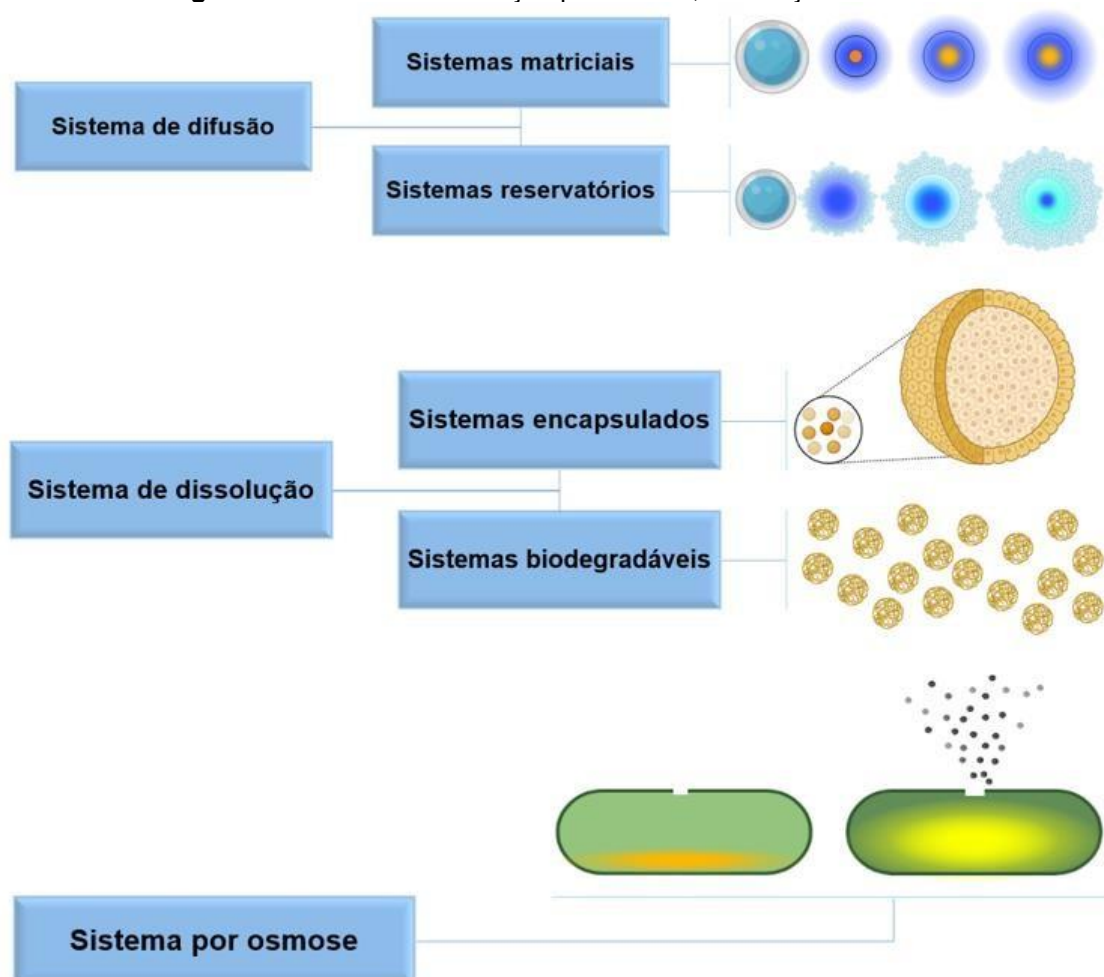 Sistemas matriciais
Sistema de difusão
Sistemas reservatórios
Sistemas encapsulados
Sistema de dissolução
Sistemas biodegradáveis
Sistema por osmose